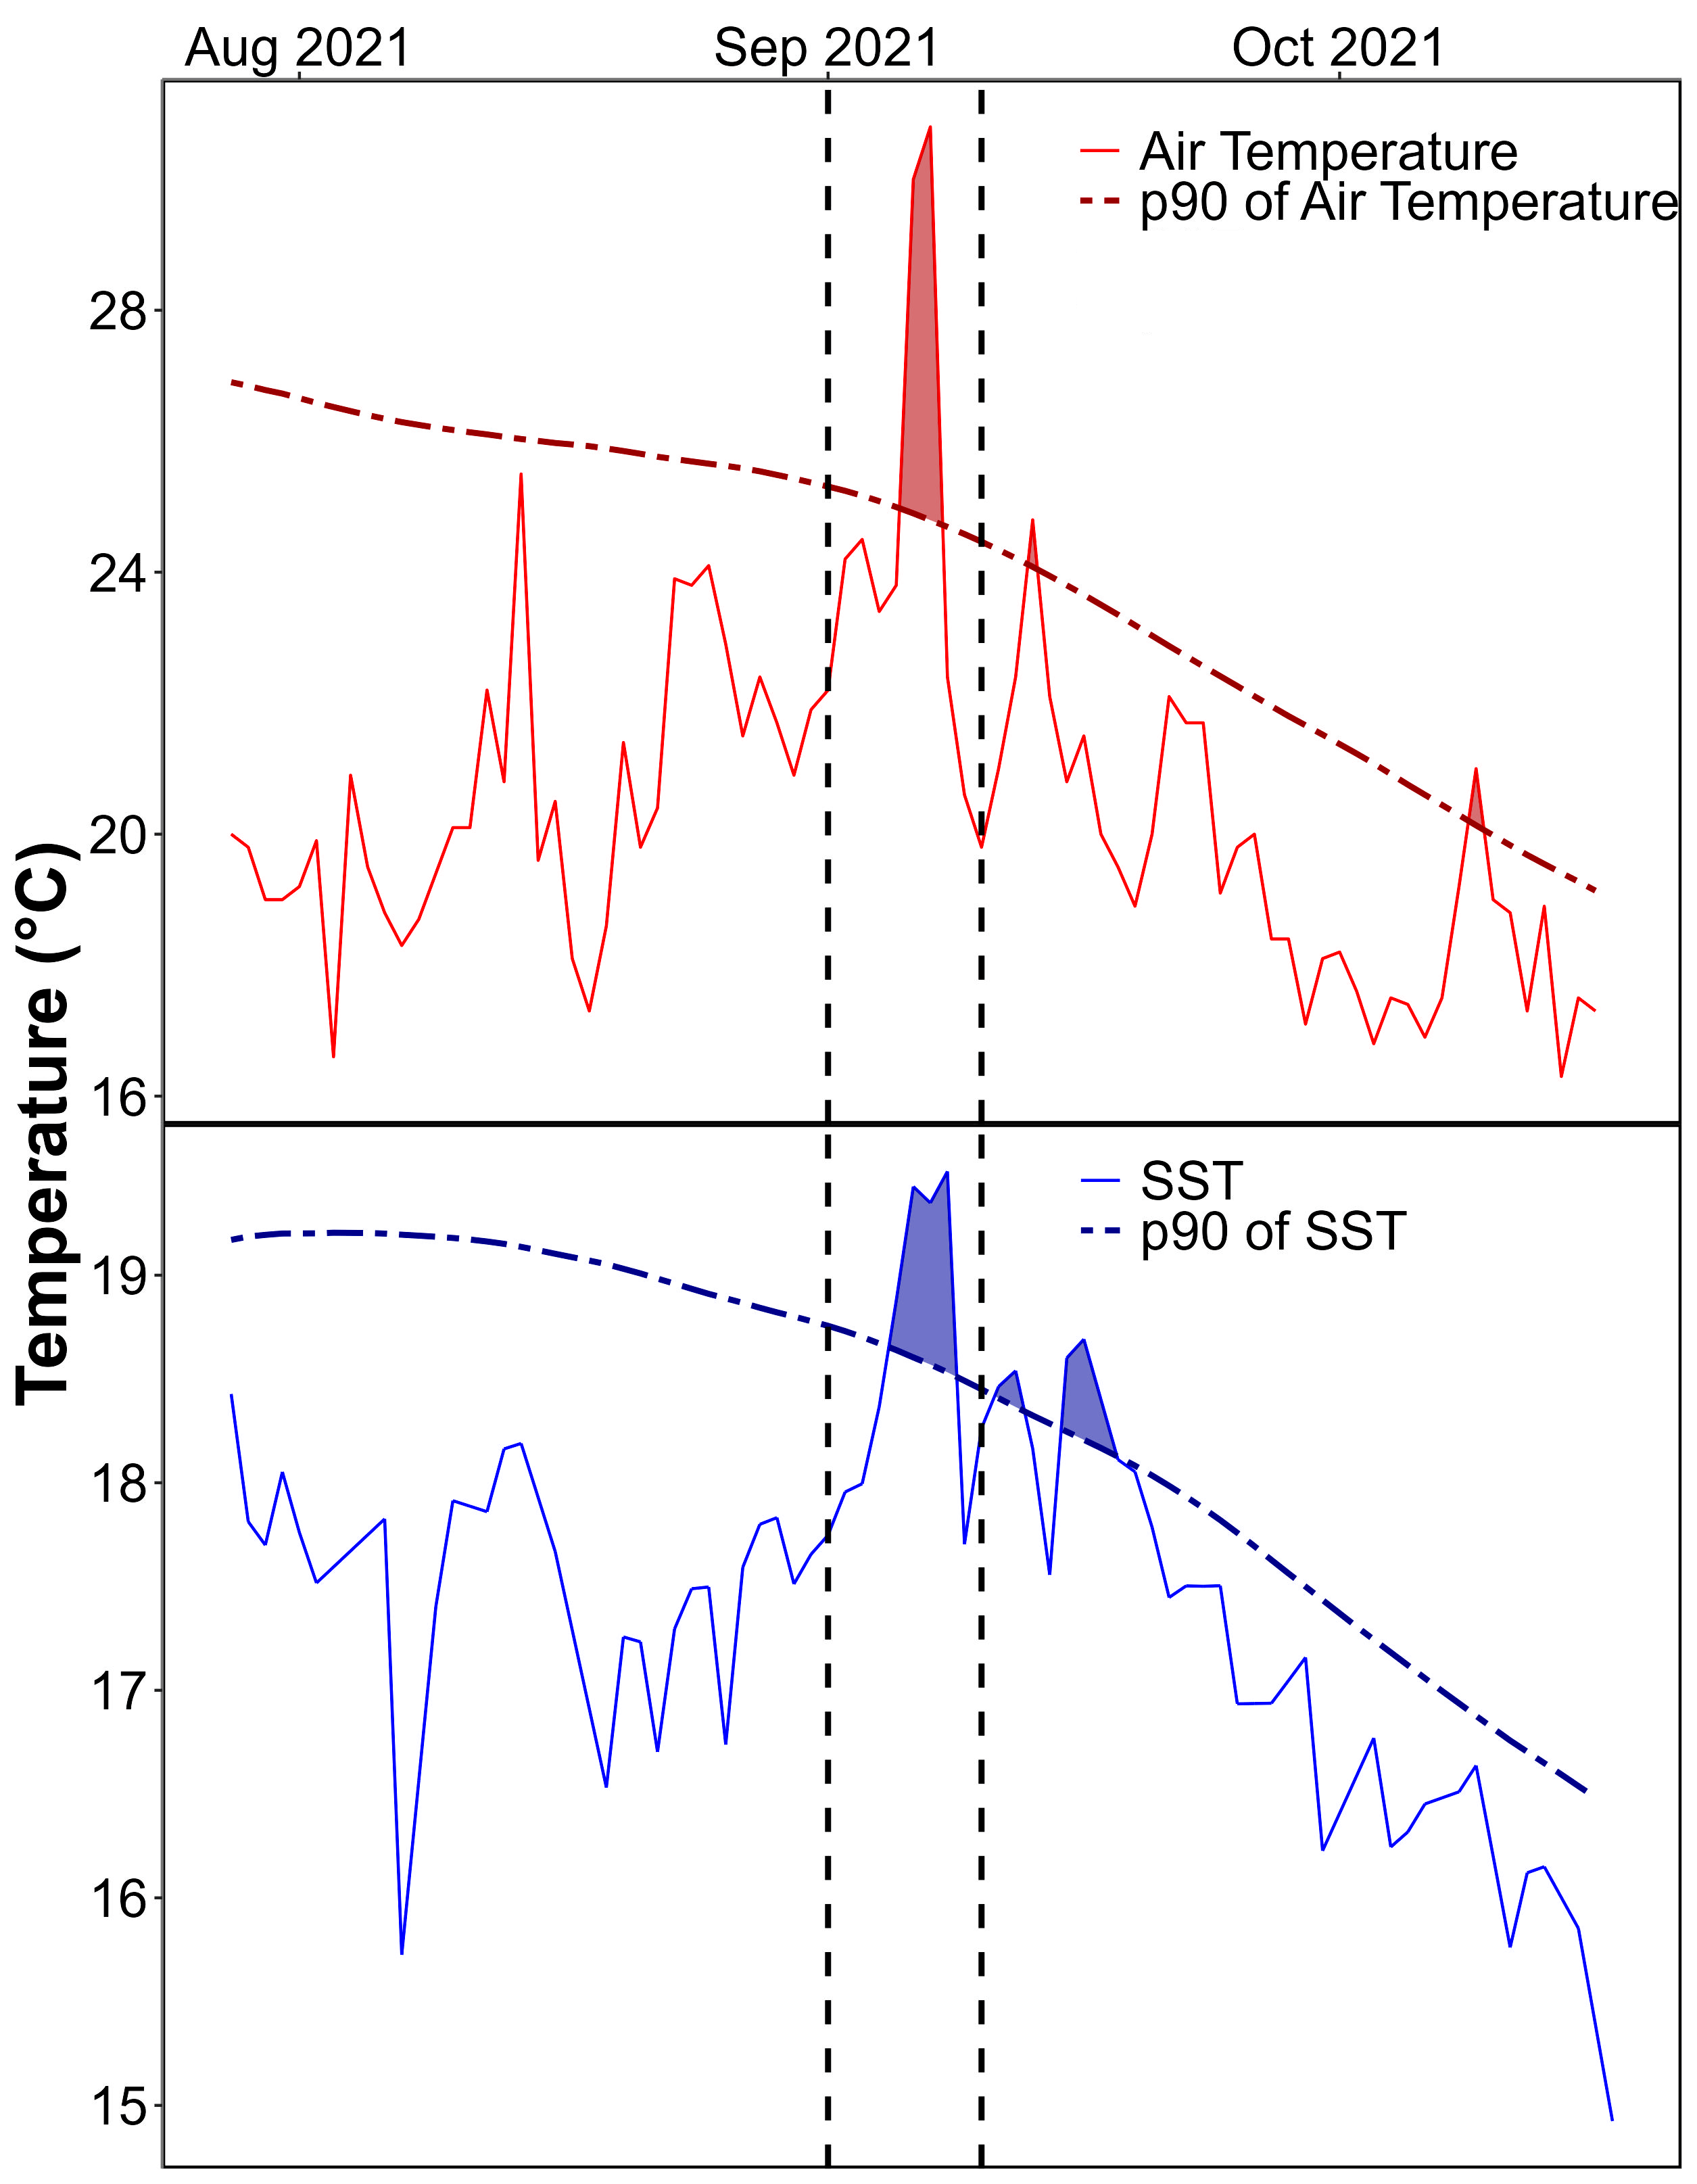 Aug 2021 Sep 2021 Oct 2021
Air Temperature
p90 of Air Temperature
28
24
20
16
Temperature (°C)
SST
p90 of SST
19
18
17
16
15